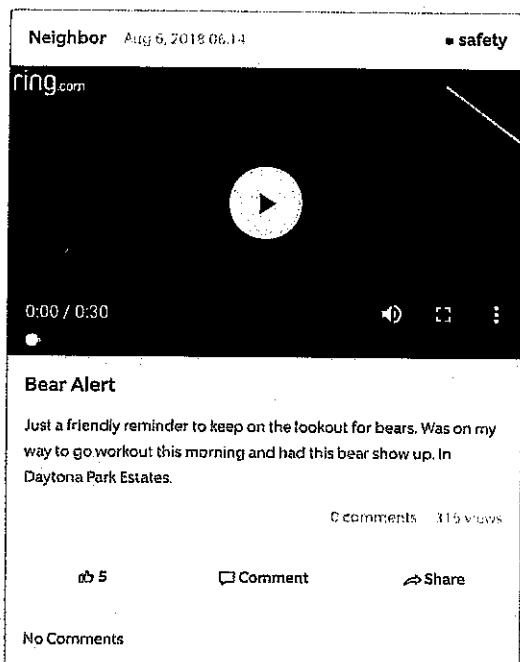 Neighbor Aug 6, 2018 06:14 safety
ring.com
0:00 / 0:30
Bear Alert
Just a friendly reminder to keep on the lookout for bears. Was on my
way to go workout this morning and had this bear show up. In
Daytona Park Estates.
0 comments 316 views
5 Comment Share
No Comments